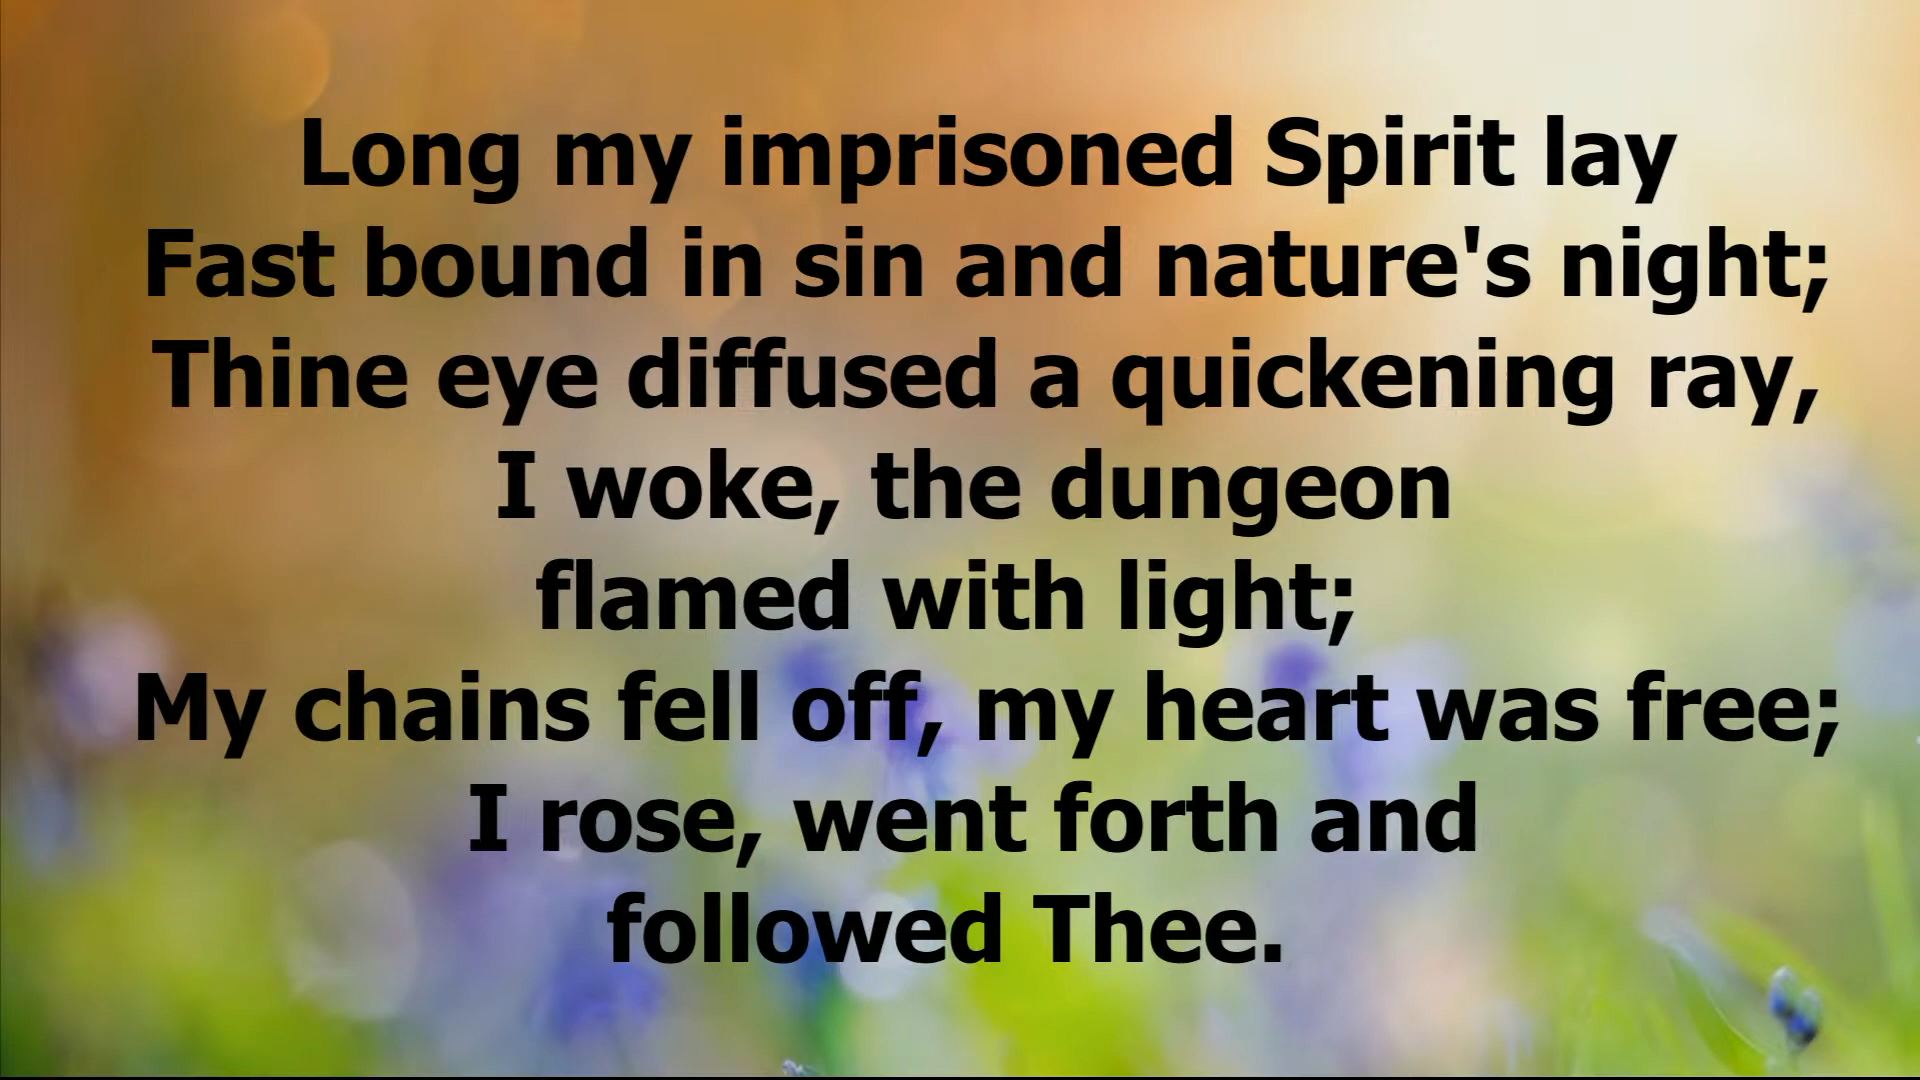 Long my imprisoned Spirit lay
Fast bound in sin and nature's night;
Thine eye diffused a quickening ray,
I woke, the dungeon
flamed with light;
My chains fell off, my heart was free;
I rose, went forth and
followed Thee.